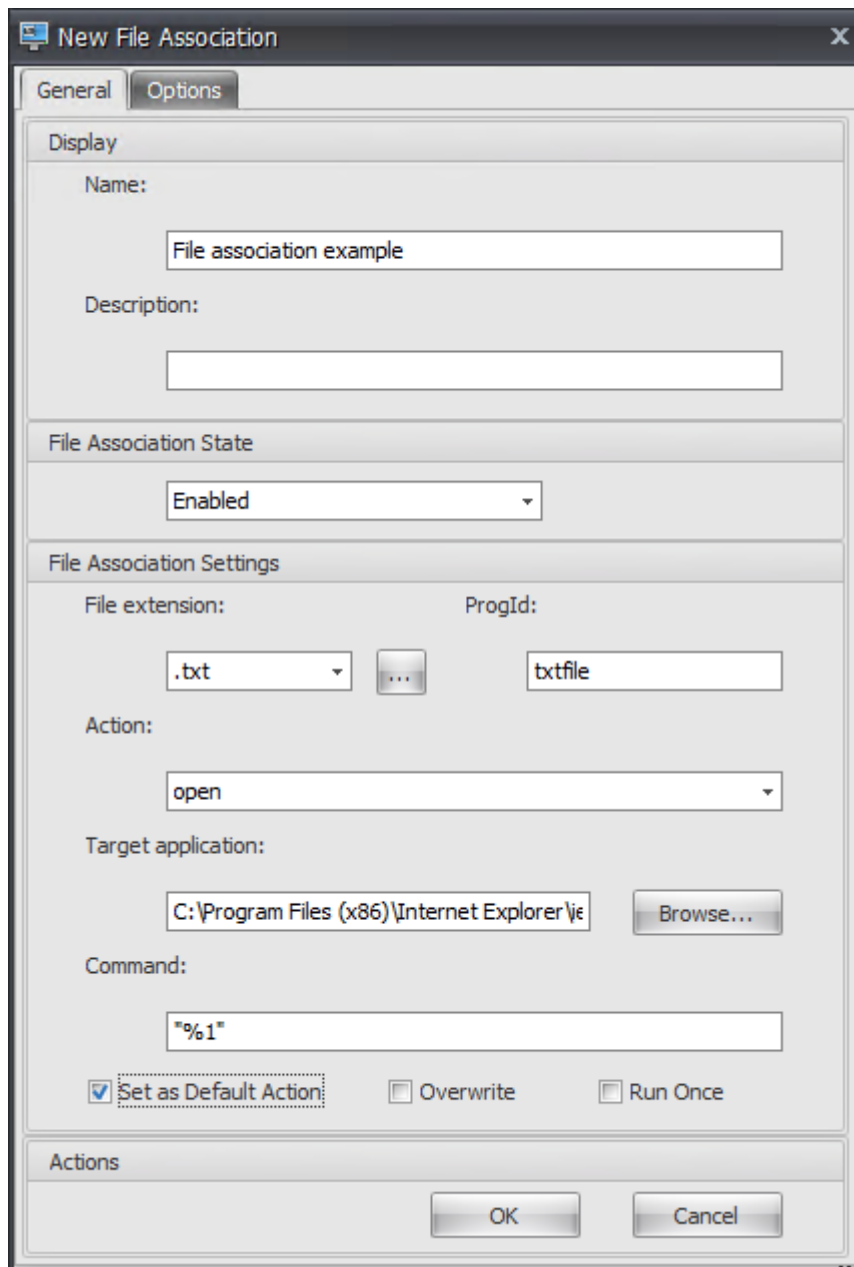 New File Association
General Options
Display
Name:
File association example
Description:
File Association State
Enabled
File Association Settings
File extension: ProgId:
.txt ... txtfile
Action:
open
Target application:
C:\Program Files (x86)\Internet Explorer\ie Browse...
Command:
"%1"
Set as Default Action Overwrite Run Once
Actions
OK Cancel